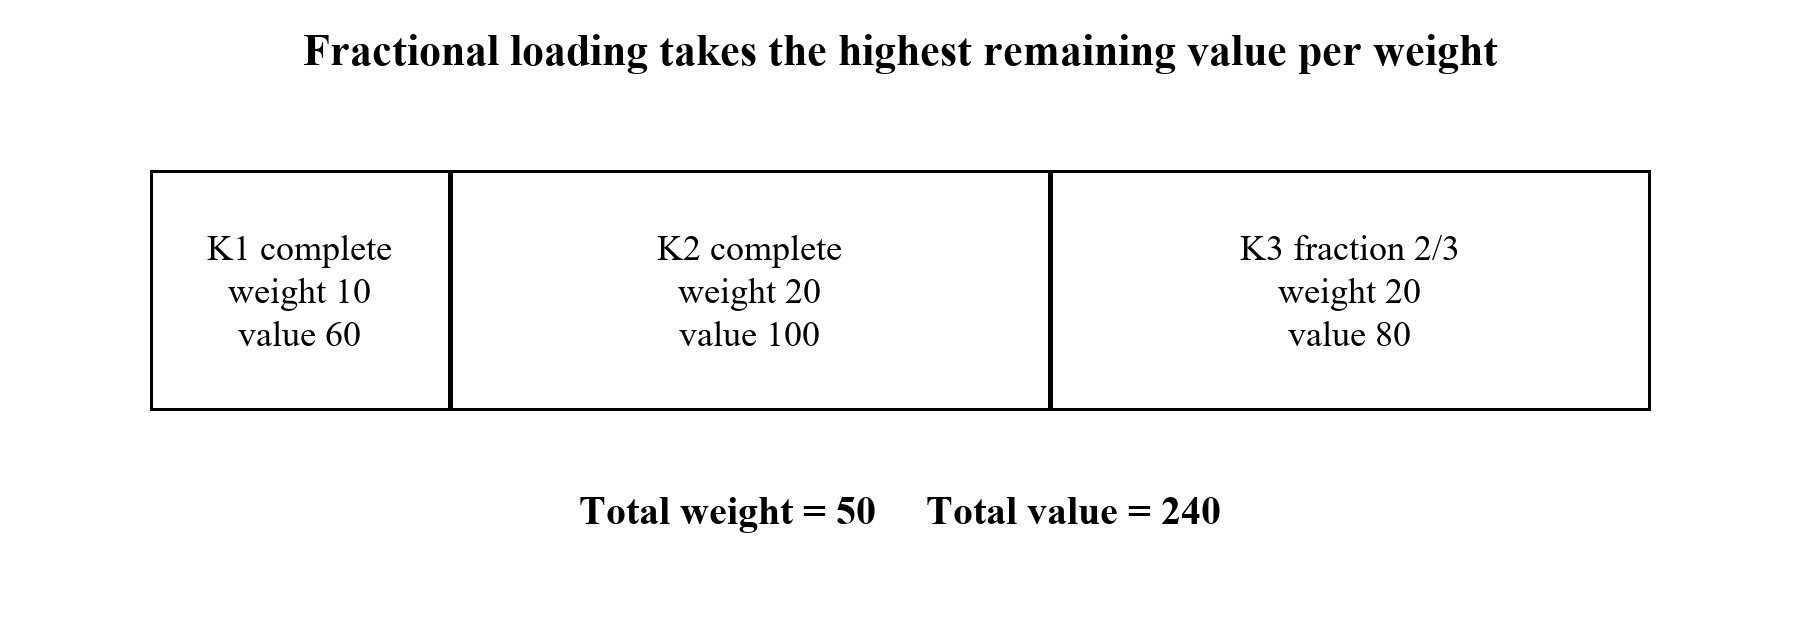 Fractional loading takes the highest remaining value per weight
K1 complete
weight 10
value 60
K2 complete
weight 20
value 100
K3 fraction 2/3
weight 20
value 80
Total weight = 50 Total value = 240